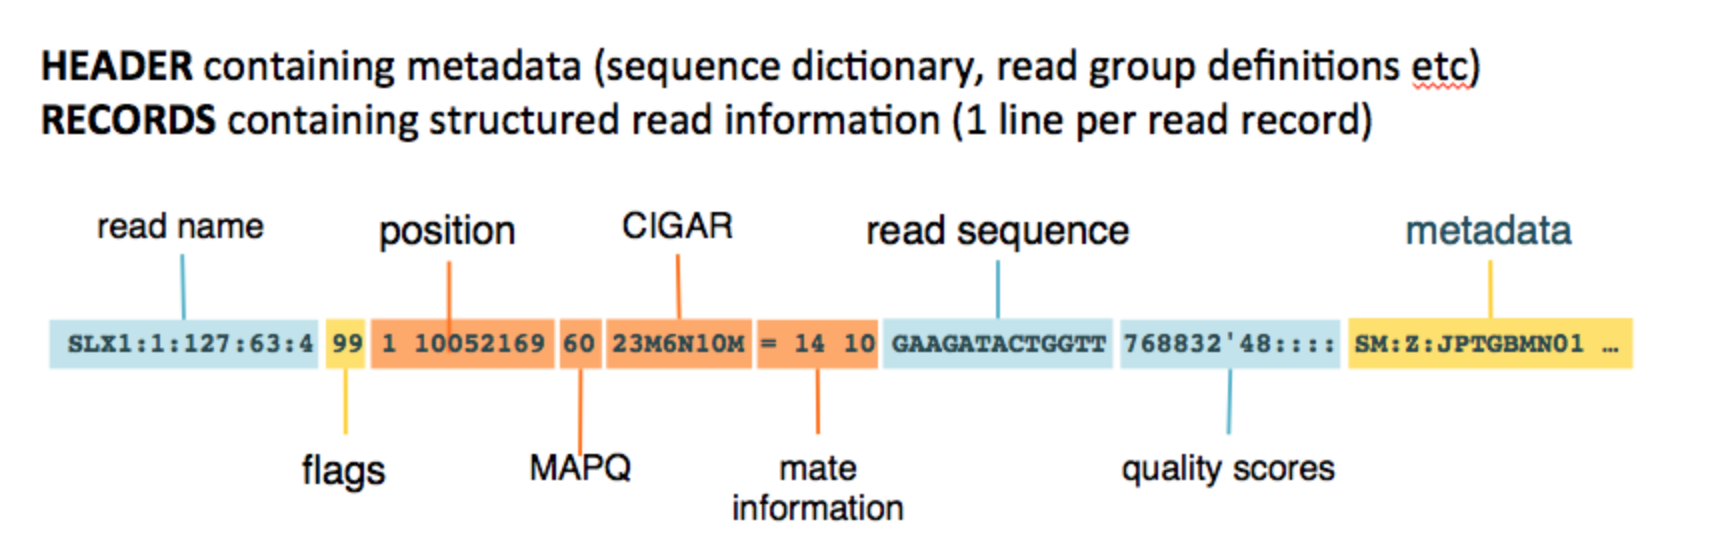 HEADER containing metadata (sequence dictionary, read group definitions etc)
RECORDS containing structured read information (1 line per read record)
read name position CIGAR read sequence metadata
SLX1:1:127:63:4 99 1 10052169 60 23M6N10M = 14 10 GAAGATACTGGTT 768832'48:::: SM:Z:JPTGBMN01 …
flags MAPQ mate information quality scores